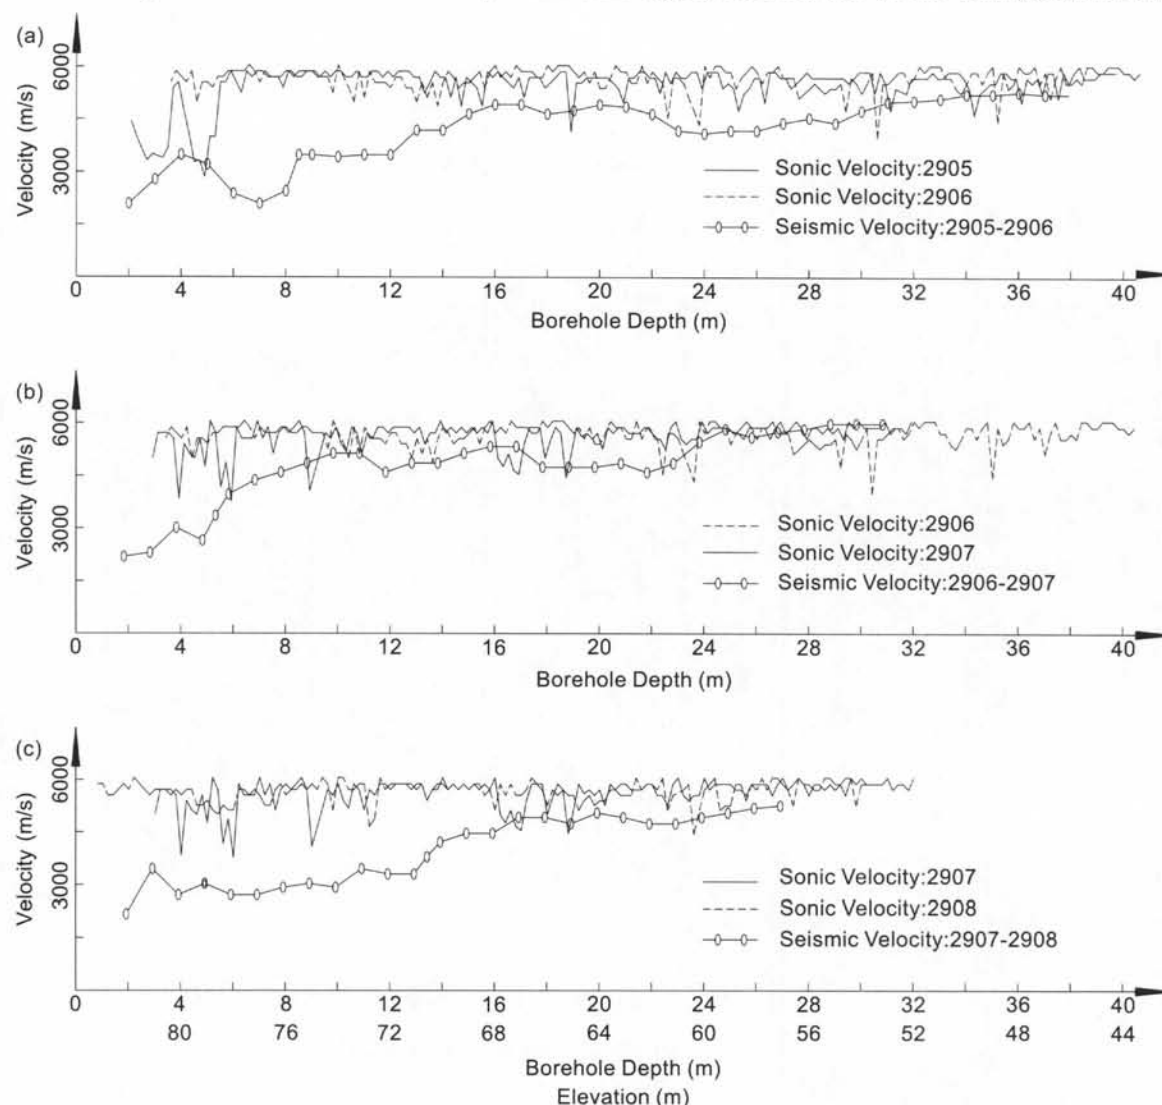 (a)
6000
3000
Velocity (m/s)
Sonic Velocity:2905
Sonic Velocity:2906
Seismic Velocity:2905-2906
0 4 8 12 16 20 24 28 32 36 40
Borehole Depth (m)
(b)
6000
3000
Velocity (m/s)
Sonic Velocity:2906
Sonic Velocity:2907
Seismic Velocity:2906-2907
0 4 8 12 16 20 24 28 32 36 40
Borehole Depth (m)
(c)
6000
3000
Velocity (m/s)
Sonic Velocity:2907
Sonic Velocity:2908
Seismic Velocity:2907-2908
0 4 8 12 16 20 24 28 32 36 40
80 76 72 68 64 60 56 52 48 44
Borehole Depth (m)
Elevation (m)